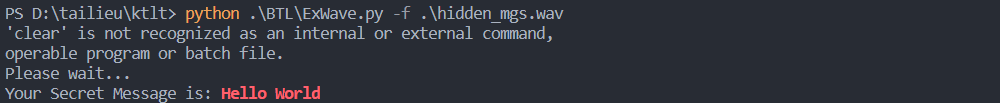 PS D:\tailieu\ktlt> python .\BTL\ExWave.py -f .\hidden_mgs.wav
'clear' is not recognized as an internal or external command,
operable program or batch file.
Please wait...
Your Secret Message is: Hello World